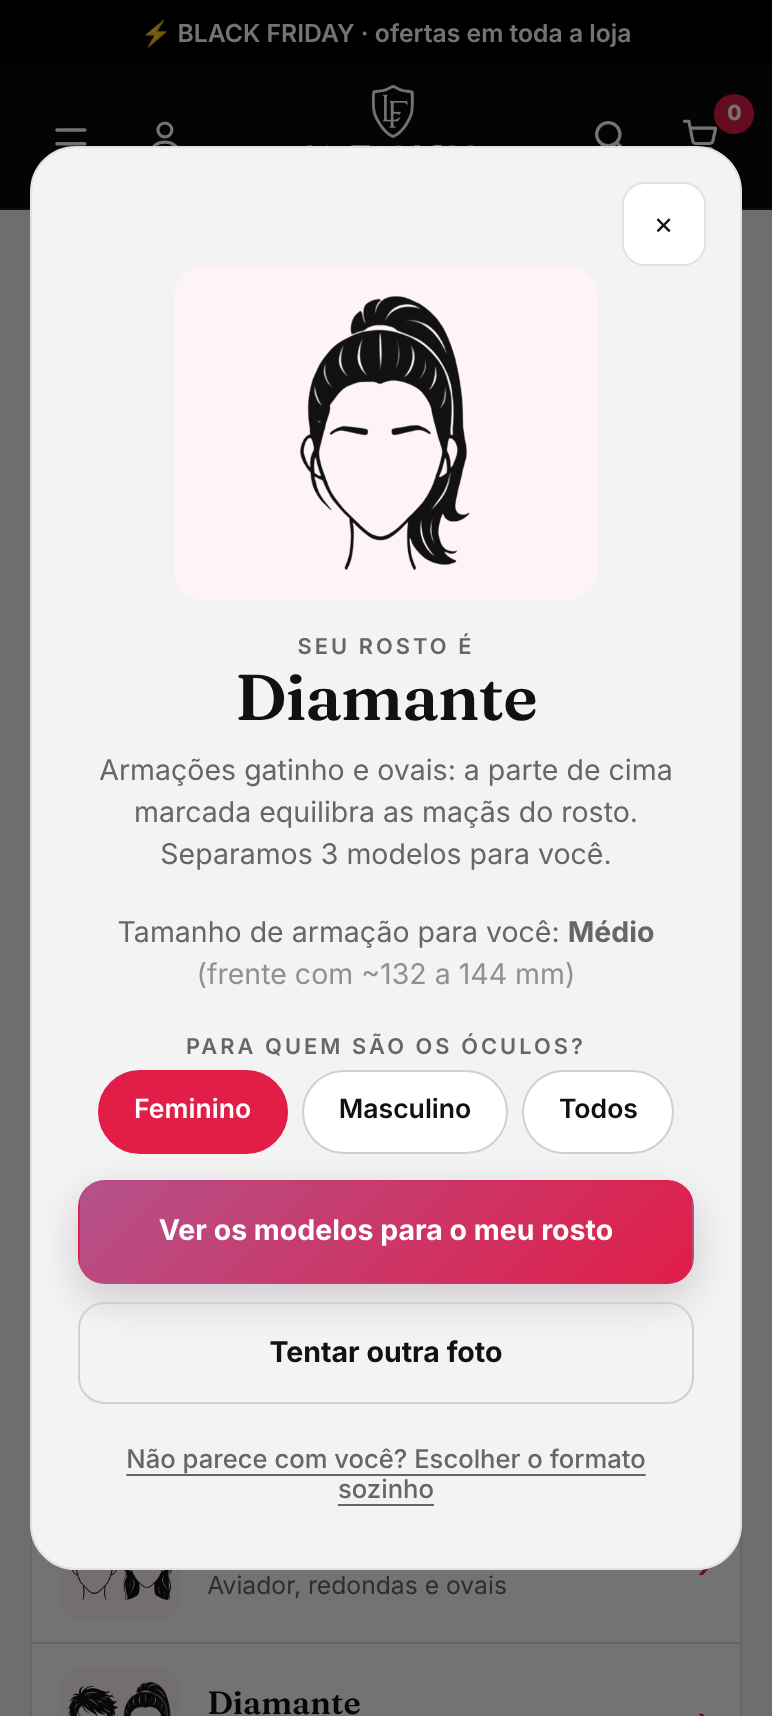 ⚡ BLACK FRIDAY · ofertas em toda a loja
LF
0
×
SEU ROSTO É
Diamante
Armações gatinho e ovais: a parte de cima
marcada equilibra as maçãs do rosto.
Separamos 3 modelos para você.
Tamanho de armação para você: Médio
(frente com ~132 a 144 mm)
PARA QUEM SÃO OS ÓCULOS?
Feminino
Masculino
Todos
Ver os modelos para o meu rosto
Tentar outra foto
Não parece com você? Escolher o formato
sozinho
Aviador, redondas e ovais
Diamante